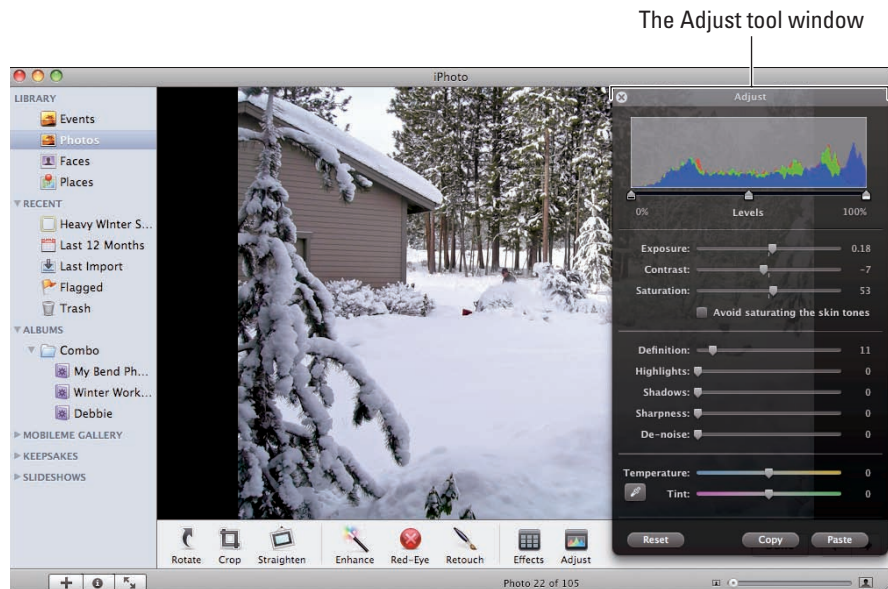 The Adjust tool window
iPhoto
LIBRARY
Events
Photos
Faces
Places
RECENT
Heavy WInter S...
Last 12 Months
Last Import
Flagged
Trash
ALBUMS
Combo
My Bend Ph...
Winter Work...
Debbie
MOBILEME GALLERY
KEEPSAKES
SLIDESHOWS
Adjust
0% Levels 100%
Exposure: 0.18
Contrast: -7
Saturation: 53
Avoid saturating the skin tones
Definition: 11
Highlights: 0
Shadows: 0
Sharpness: 0
De-noise: 0
Temperature: 0
Tint: 0
Reset Copy Paste
Rotate Crop Straighten Enhance Red-Eye Retouch Effects Adjust
Photo 22 of 105